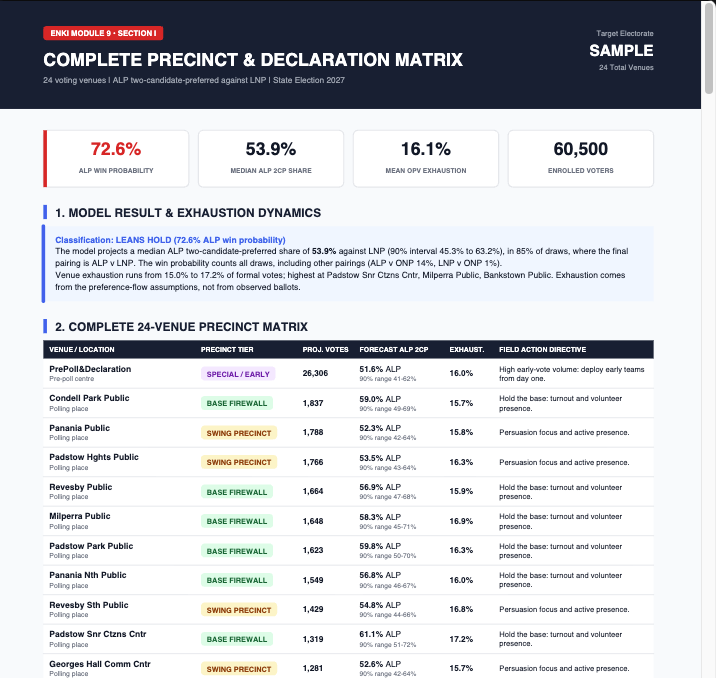 ENKI MODULE 9 • SECTION I
COMPLETE PRECINCT & DECLARATION MATRIX
24 voting venues | ALP two-candidate-preferred against LNP | State Election 2027
Target Electorate
SAMPLE
24 Total Venues
72.6%
ALP WIN PROBABILITY
53.9%
MEDIAN ALP 2CP SHARE
16.1%
MEAN OPV EXHAUSTION
60,500
ENROLLED VOTERS
1. MODEL RESULT & EXHAUSTION DYNAMICS
Classification: LEANS HOLD (72.6% ALP win probability)
The model projects a median ALP two-candidate-preferred share of 53.9% against LNP (90% interval 45.3% to 63.2%), in 85% of draws, where the final
pairing is ALP v LNP. The win probability counts all draws, including other pairings (ALP v ONP 14%, LNP v ONP 1%).
Venue exhaustion runs from 15.0% to 17.2% of formal votes; highest at Padstow Snr Ctzns Cntr, Milperra Public, Bankstown Public. Exhaustion comes
from the preference-flow assumptions, not from observed ballots.
2. COMPLETE 24-VENUE PRECINCT MATRIX
VENUE / LOCATION PRECINCT TIER PROJ. VOTES FORECAST ALP 2CP EXHAUST. FIELD ACTION DIRECTIVE
PrePoll&Declaration SPECIAL / EARLY 26,306 51.6% ALP 16.0% High early-vote volume: deploy early teams
Pre-poll centre 90% range 41-62% from day one.
Condell Park Public BASE FIREWALL 1,837 59.0% ALP 15.7% Hold the base: turnout and volunteer
Polling place 90% range 49-69% presence.
Panania Public SWING PRECINCT 1,788 52.3% ALP 15.8% Persuasion focus and active presence.
Polling place 90% range 42-64%
Padstow Hghts Public SWING PRECINCT 1,766 53.5% ALP 16.3% Persuasion focus and active presence.
Polling place 90% range 43-64%
Revesby Public BASE FIREWALL 1,664 56.9% ALP 15.9% Hold the base: turnout and volunteer
Polling place 90% range 47-68% presence.
Milperra Public BASE FIREWALL 1,648 58.3% ALP 16.9% Hold the base: turnout and volunteer
Polling place 90% range 45-71% presence.
Padstow Park Public BASE FIREWALL 1,623 59.8% ALP 16.3% Hold the base: turnout and volunteer
Polling place 90% range 50-70% presence.
Panania Nth Public BASE FIREWALL 1,549 56.8% ALP 16.0% Hold the base: turnout and volunteer
Polling place 90% range 46-67% presence.
Revesby Sth Public SWING PRECINCT 1,429 54.8% ALP 16.8% Persuasion focus and active presence.
Polling place 90% range 44-66%
Padstow Snr Ctzns Cntr BASE FIREWALL 1,319 61.1% ALP 17.2% Hold the base: turnout and volunteer
Polling place 90% range 51-72% presence.
Georges Hall Comm Cntr SWING PRECINCT 1,281 52.6% ALP 15.7% Persuasion focus and active presence.
Polling place 90% range 42-64%